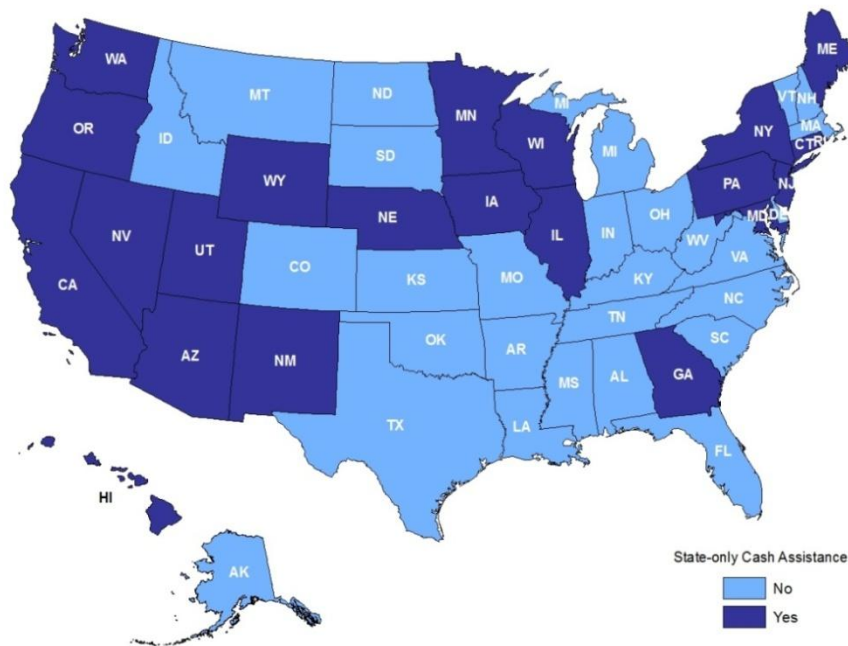 WA
MT
ND
MN
ME
VT
NH
MI
OR
ID
SD
WI
NY
MA
CT
WY
MI
PA
NJ
NE
IA
IL
IN
OH
MD
DE
NV
UT
CO
WV
VA
CA
KS
MO
KY
NC
AZ
NM
OK
AR
TN
SC
MS
AL
GA
TX
LA
FL
HI
AK
State-only Cash Assistance
No
Yes